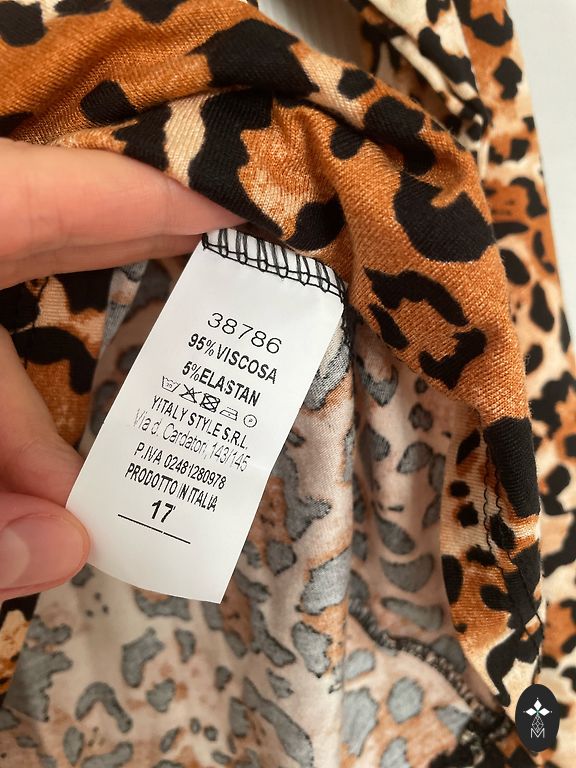 38786
95% VISCOSA
5% ELASTAN
YITALY STYLE S.R.L.
Via d. Cardatori, 143/145
P.IVA 02481280978
PRODOTTO IN ITALIA
17